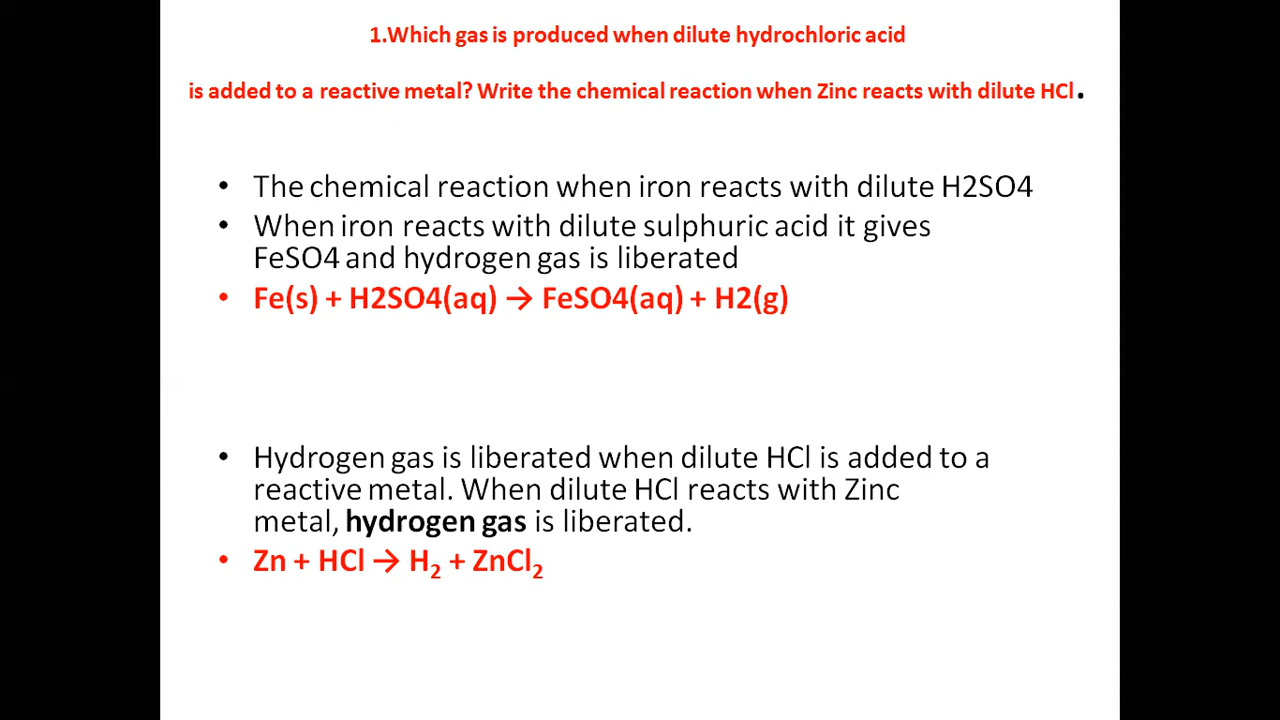 1.Which gas is produced when dilute hydrochloric acid
is added to a reactive metal? Write the chemical reaction when Zinc reacts with dilute HCl.
• The chemical reaction when iron reacts with dilute H2SO4
• When iron reacts with dilute sulphuric acid it gives
FeSO4 and hydrogen gas is liberated
• Fe(s) + H2SO4(aq) → FeSO4(aq) + H2(g)
• Hydrogen gas is liberated when dilute HCl is added to a
reactive metal. When dilute HCl reacts with Zinc
metal, hydrogen gas is liberated.
• Zn + HCl → H₂ + ZnCl₂